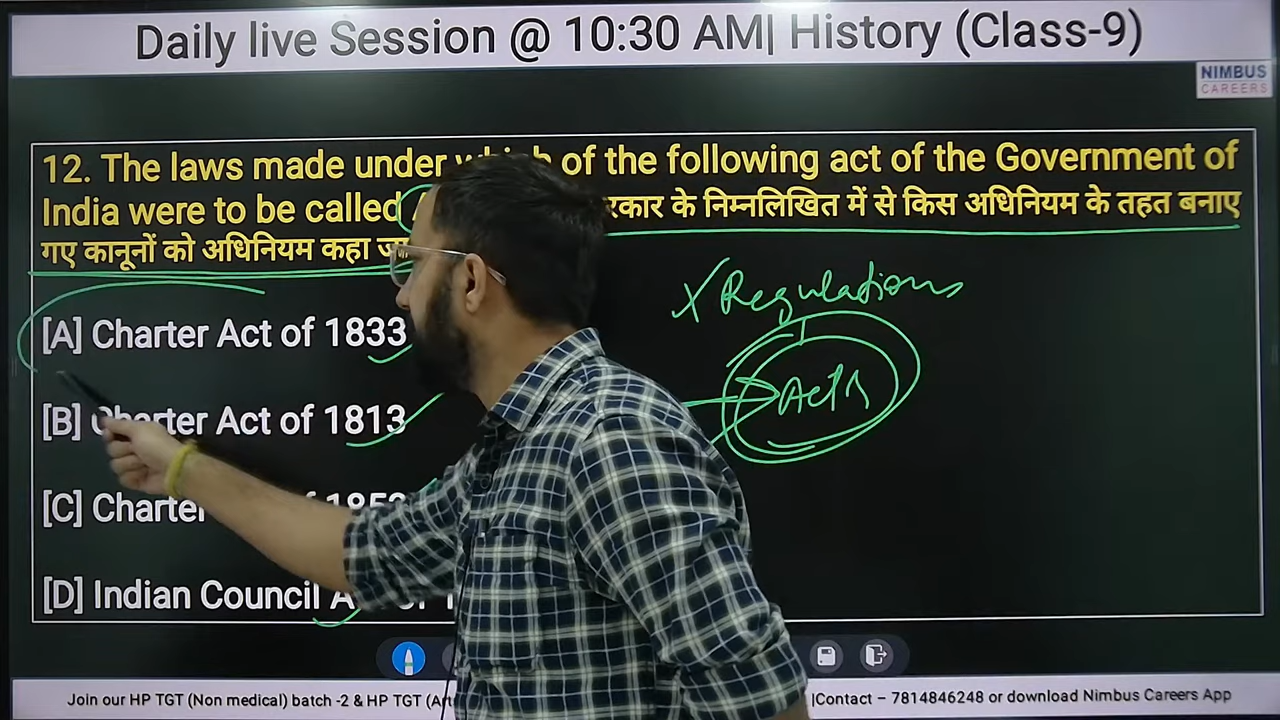 Daily live Session @ 10:30 AM| History (Class-9)
NIMBUS
CAREERS
12. The laws made under which of the following act of the Government of
India were to be called के निम्नलिखित में से किस अधिनियम के तहत बनाए
गए कानूनों को अधिनियम कहा
X Regulations
[A] Charter Act of 1833
Acts
[B] Charter Act of 1813
[C] Charter
[D] Indian Council
Join our HP TGT (Non medical) batch -2 & HP TGT |Contact – 7814846248 or download Nimbus Careers App